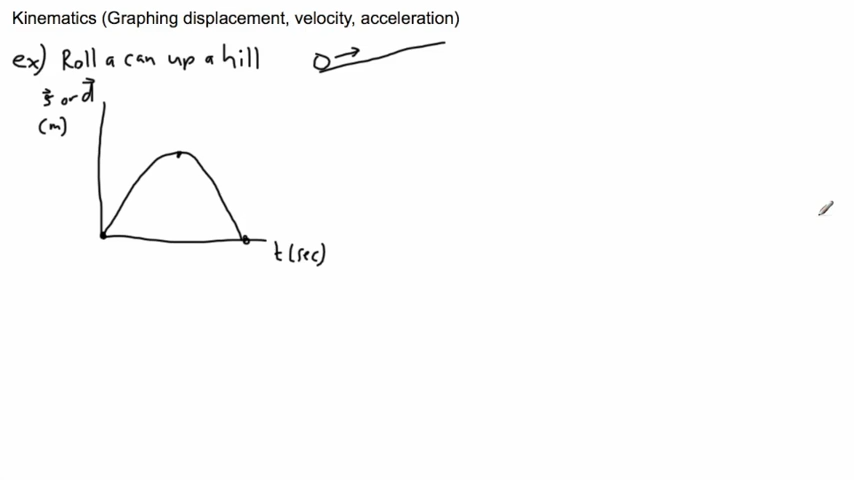 Kinematics (Graphing displacement, velocity, acceleration)
ex) Roll a can up a hill
s⃗ or d⃗
(m)
t (sec)